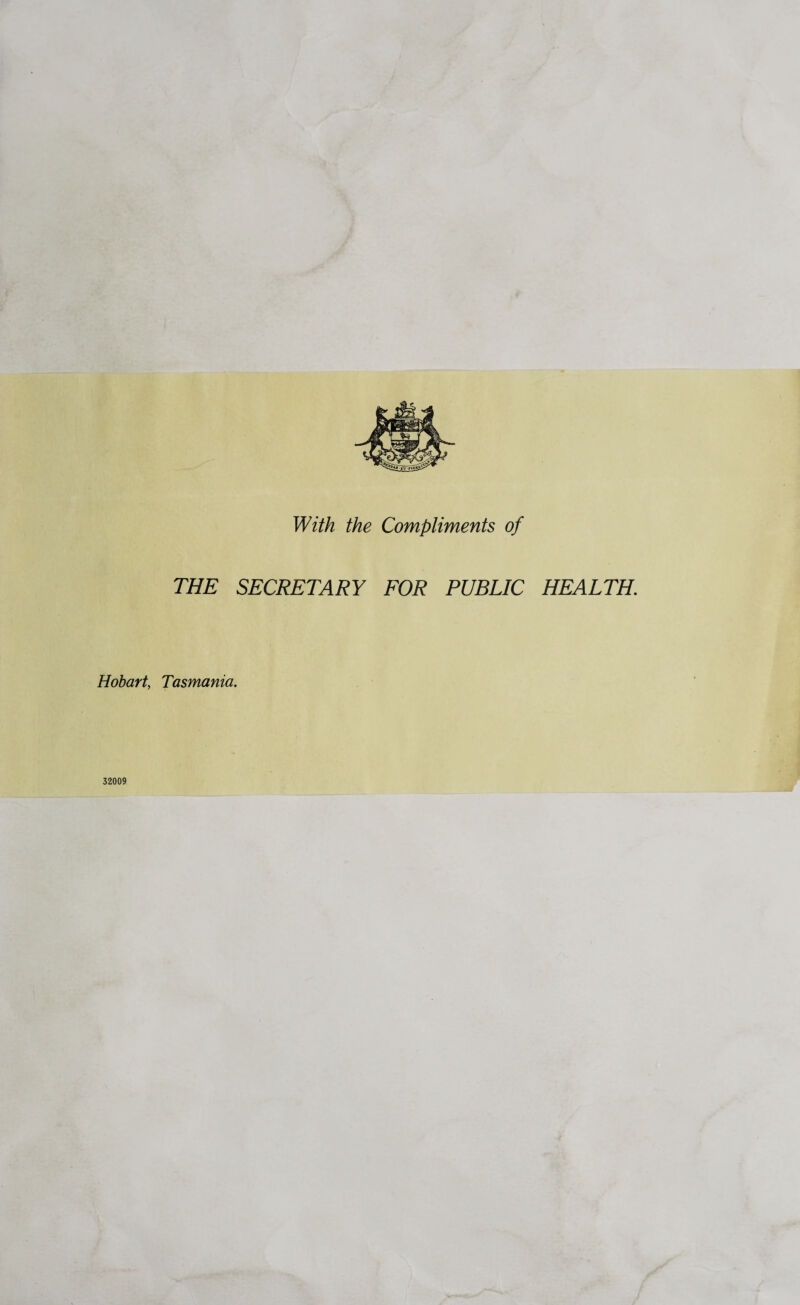 With the Compliments of
THE SECRETARY FOR PUBLIC HEALTH.
Hobart, Tasmania.
32009